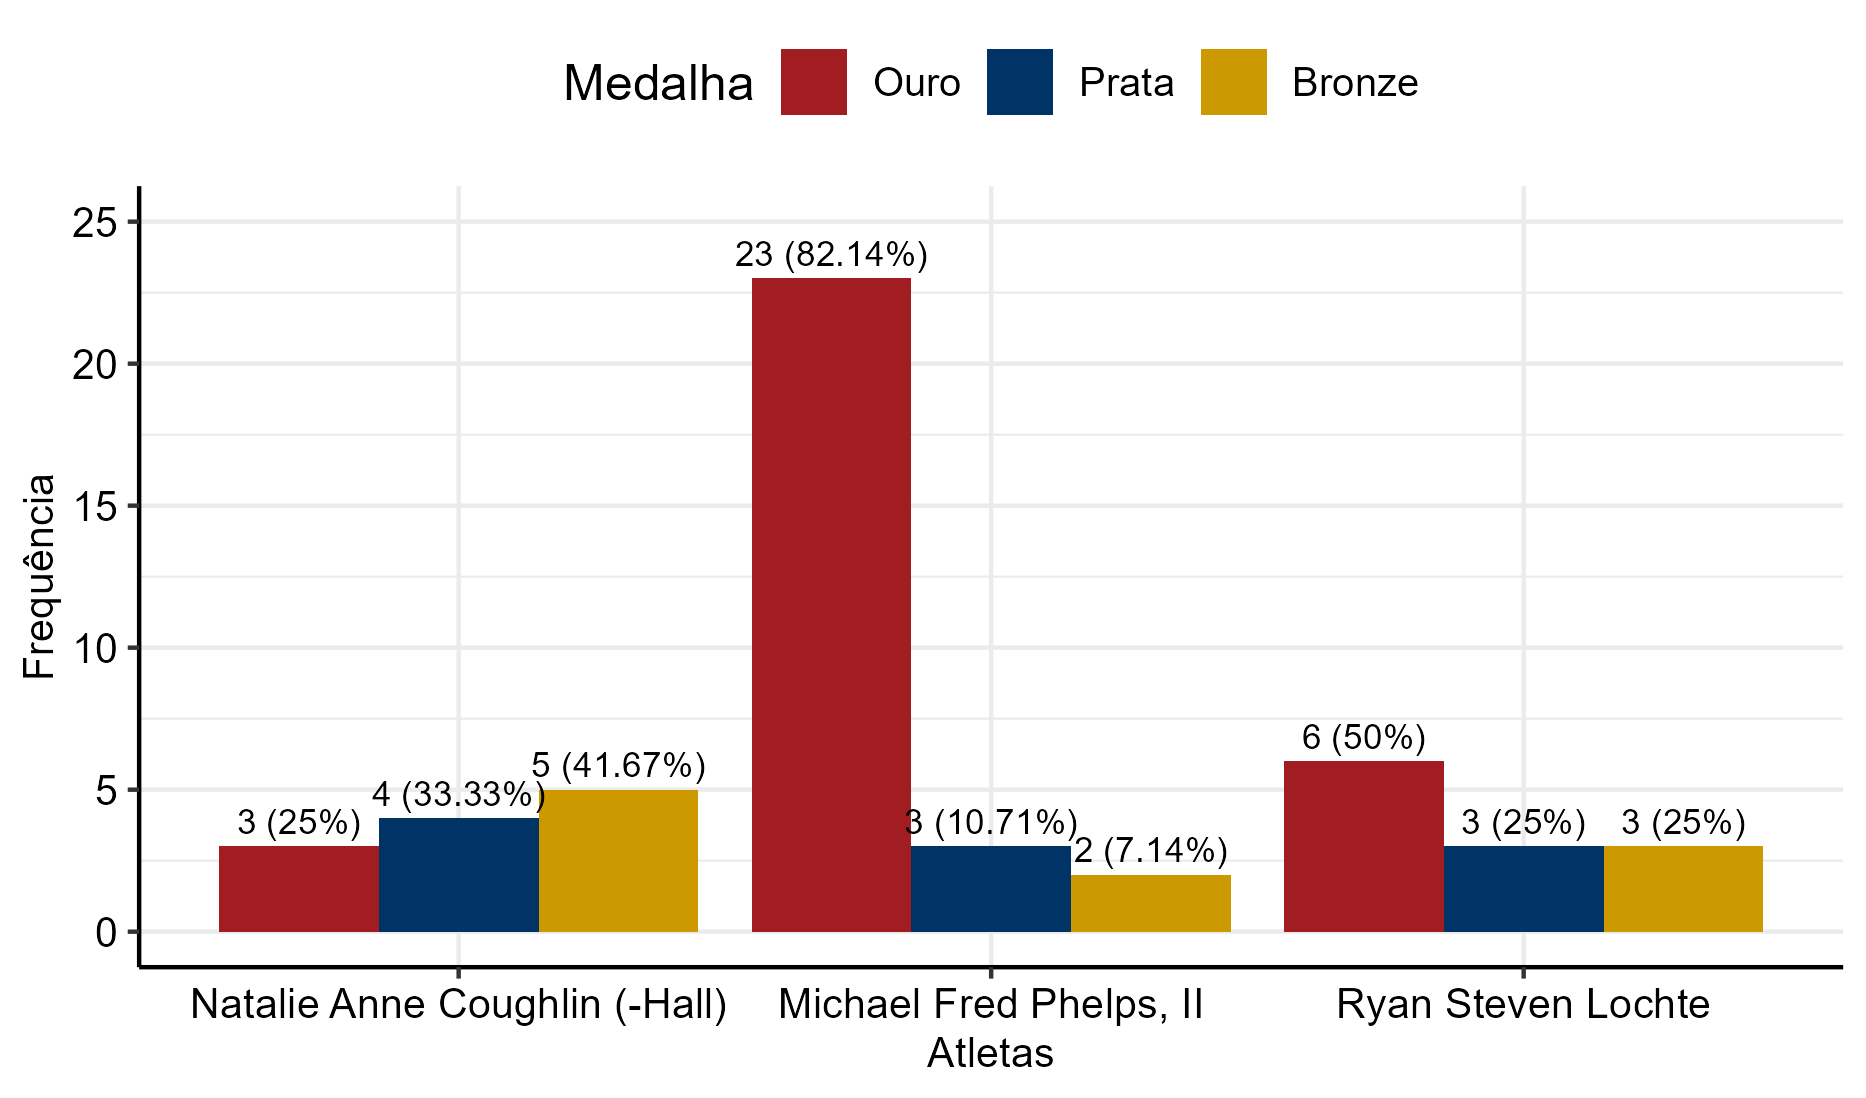 Medalha Ouro Prata Bronze
25
20
15
10
5
0
Frequência
3 (25%)
4 (33.33%)
5 (41.67%)
23 (82.14%)
3 (10.71%)
2 (7.14%)
6 (50%)
3 (25%)
3 (25%)
Natalie Anne Coughlin (-Hall)
Michael Fred Phelps, II
Ryan Steven Lochte
Atletas